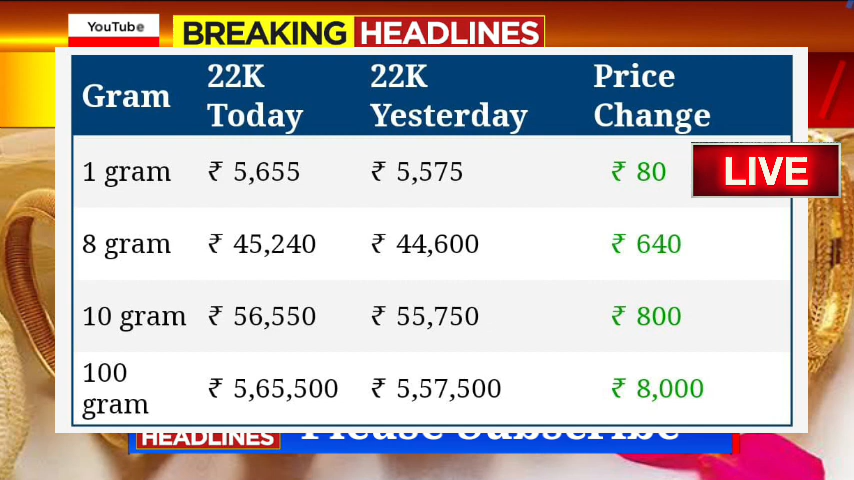 YouTube
BREAKING HEADLINES
Gram 22K Today 22K Yesterday Price Change
1 gram ₹ 5,655 ₹ 5,575 ₹ 80
LIVE
8 gram ₹ 45,240 ₹ 44,600 ₹ 640
10 gram ₹ 56,550 ₹ 55,750 ₹ 800
100 gram ₹ 5,65,500 ₹ 5,57,500 ₹ 8,000
HEADLINES Please Subscribe